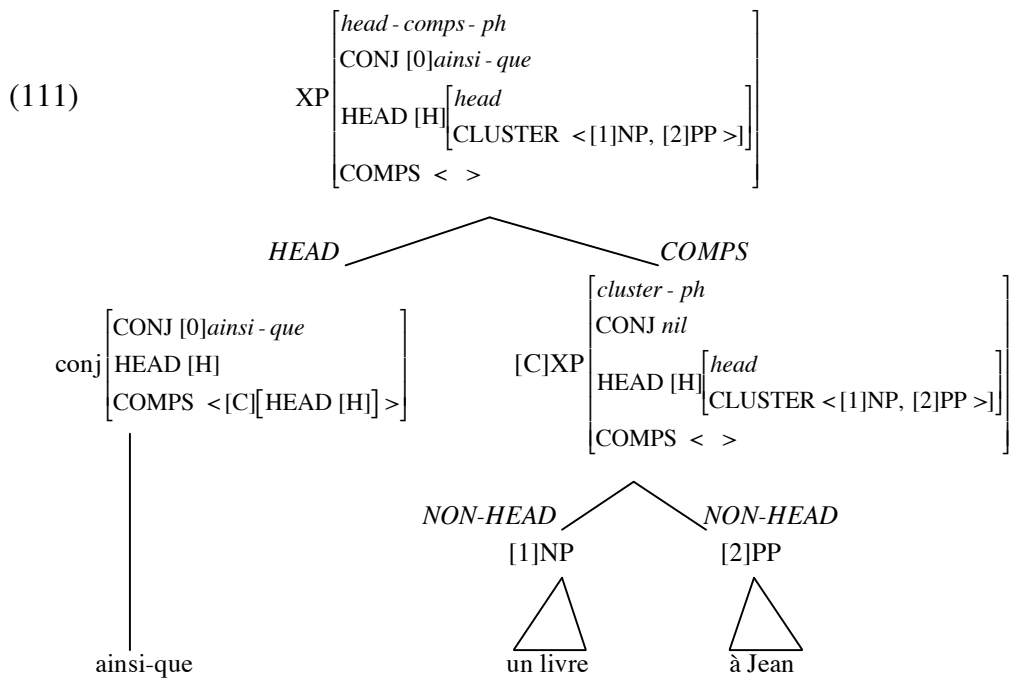 (111)
XP
head - comps - ph
CONJ [0]ainsi - que
HEAD [H] [head
CLUSTER <[1]NP, [2]PP >]
COMPS < >
HEAD COMPS
conj
CONJ [0]ainsi - que
HEAD [H]
COMPS <[C][HEAD [H]] >
[C]XP
cluster - ph
CONJ nil
HEAD [H] [head
CLUSTER <[1]NP, [2]PP >]
COMPS < >
NON-HEAD NON-HEAD
[1]NP [2]PP
ainsi-que un livre à Jean